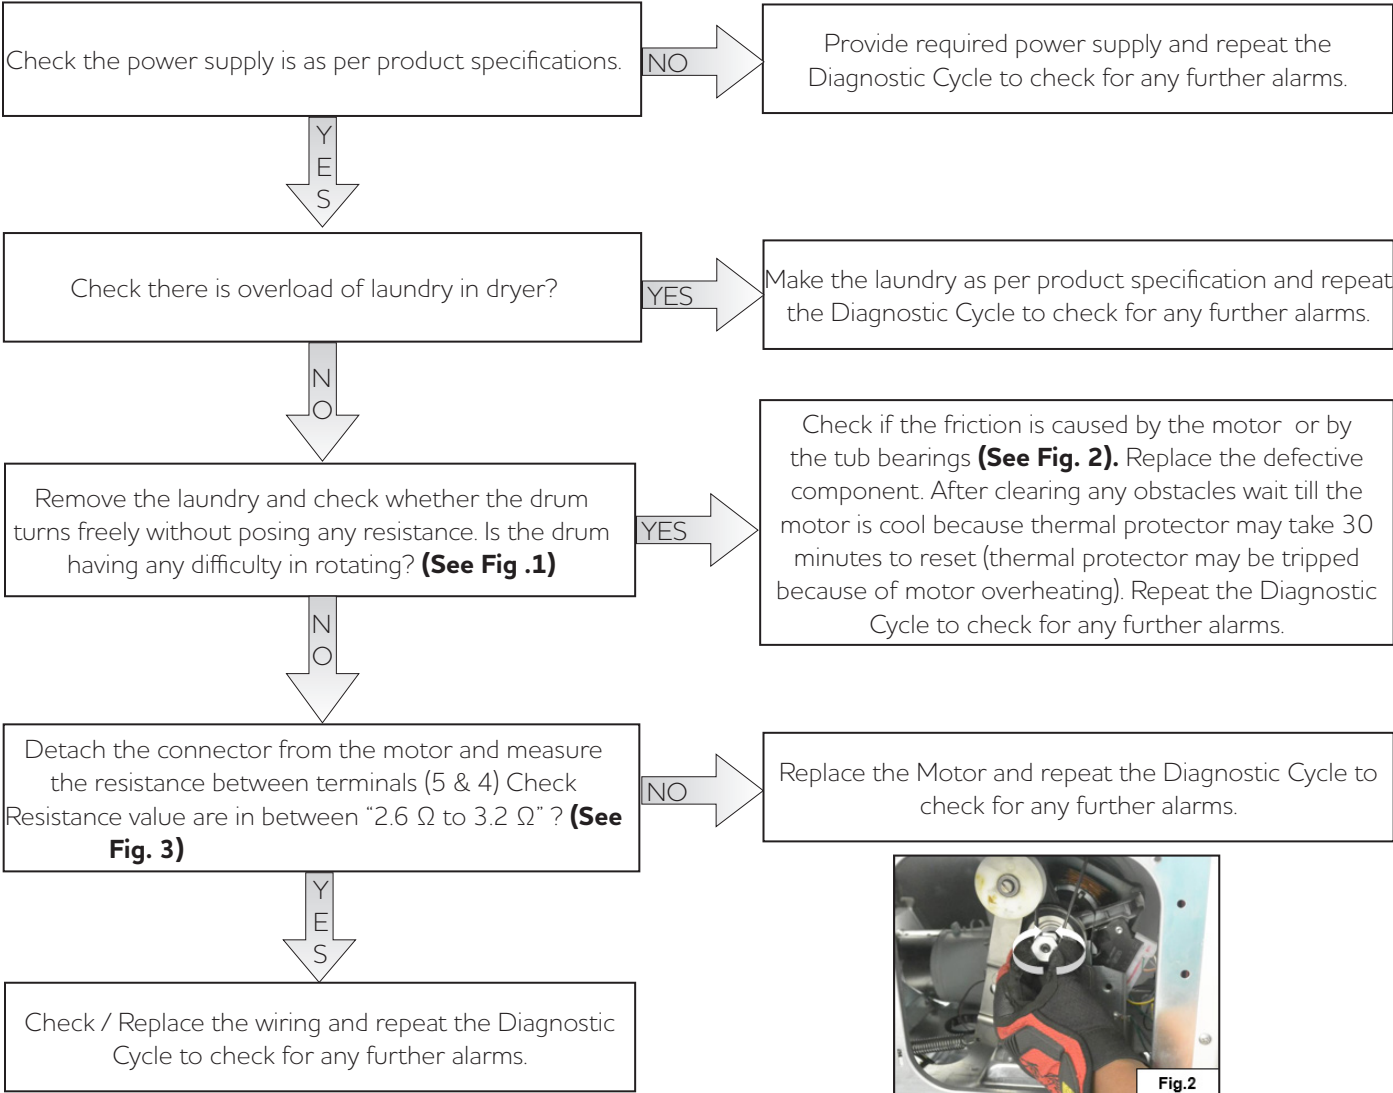 Check the power supply is as per product specifications.
NO
Provide required power supply and repeat the
Diagnostic Cycle to check for any further alarms.
YES
Check there is overload of laundry in dryer?
YES
Make the laundry as per product specification and repeat
the Diagnostic Cycle to check for any further alarms.
NO
Remove the laundry and check whether the drum
turns freely without posing any resistance. Is the drum
having any difficulty in rotating? (See Fig .1)
YES
Check if the friction is caused by the motor or by
the tub bearings (See Fig. 2). Replace the defective
component. After clearing any obstacles wait till the
motor is cool because thermal protector may take 30
minutes to reset (thermal protector may be tripped
because of motor overheating). Repeat the Diagnostic
Cycle to check for any further alarms.
NO
Detach the connector from the motor and measure
the resistance between terminals (5 & 4) Check
Resistance value are in between “2.6 Ω to 3.2 Ω” ? (See
Fig. 3)
NO
Replace the Motor and repeat the Diagnostic Cycle to
check for any further alarms.
YES
Check / Replace the wiring and repeat the Diagnostic
Cycle to check for any further alarms.
Fig.2